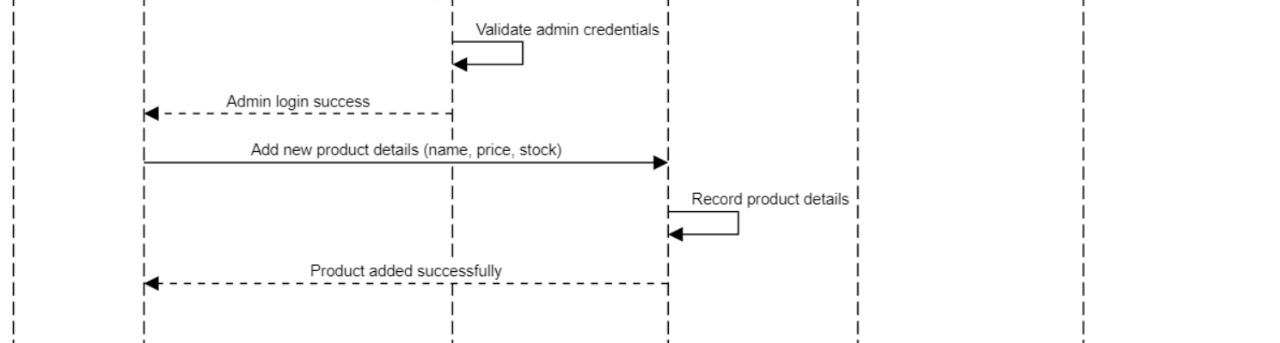 Validate admin credentials
Admin login success
Add new product details (name, price, stock)
Record product details
Product added successfully